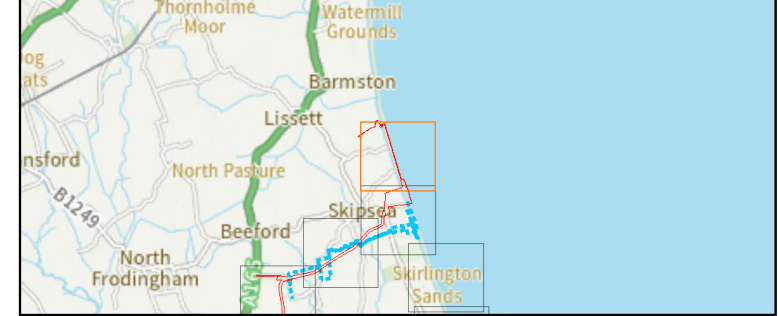 Thornholme
Moor
Watermill
Grounds
og
ats
Barmston
Lissett
nsford
North Pasture
B1249
Skipsea
Beeford
North
Frodingham
A165
Skirlington
Sands